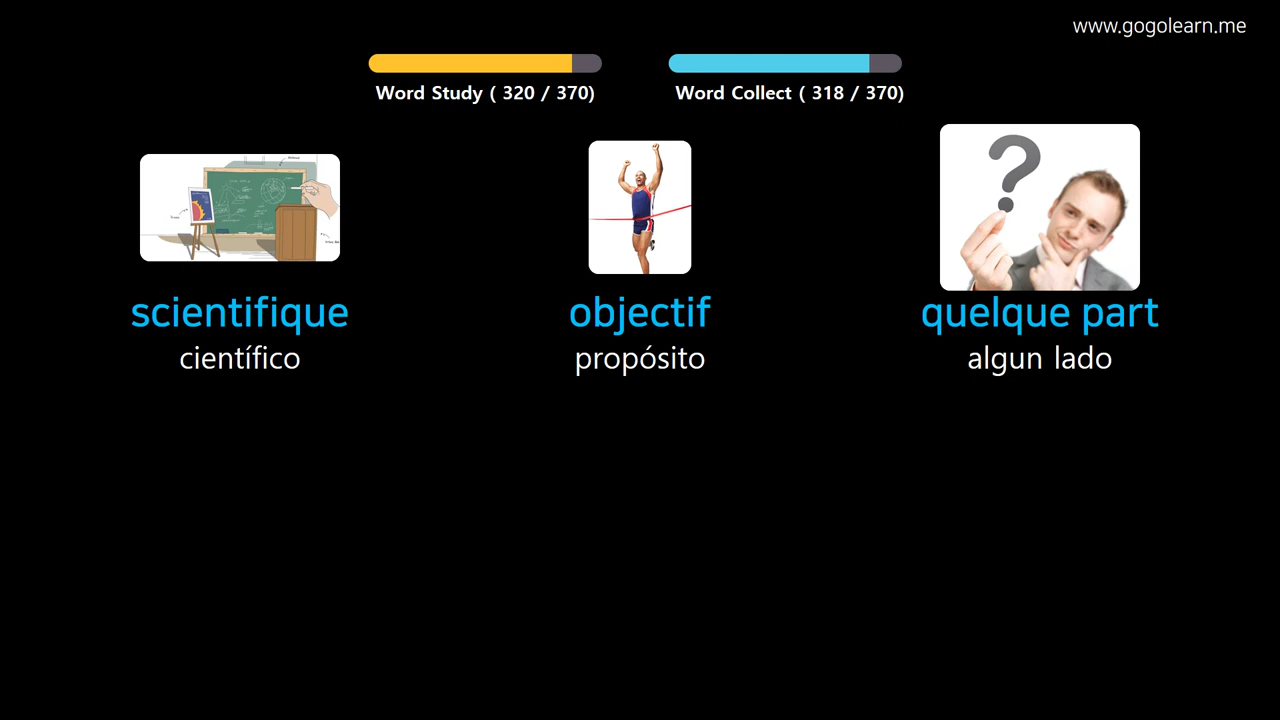 www.gogolearn.me
Word Study ( 320 / 370)
Word Collect ( 318 / 370)
scientifique
objectif
quelque part
científico
propósito
algun lado